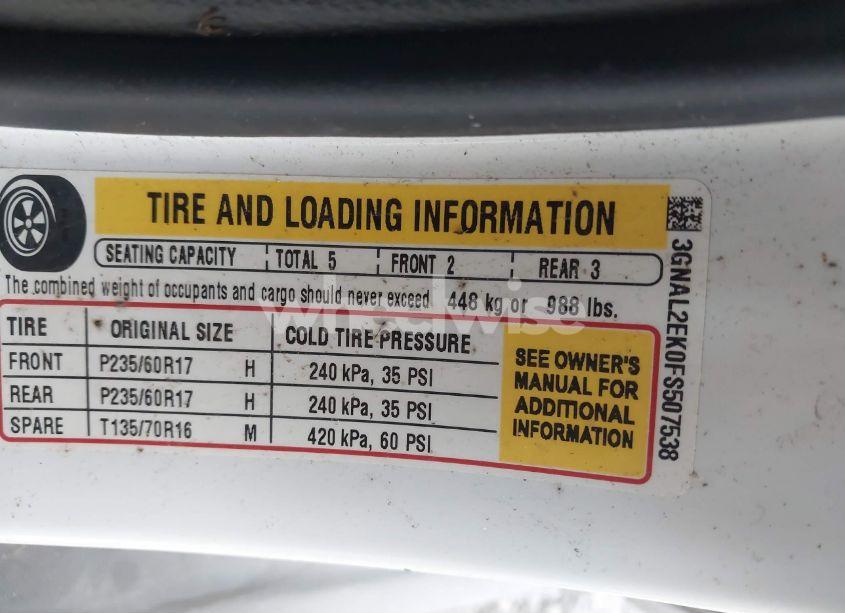 TIRE AND LOADING INFORMATION
SEATING CAPACITY TOTAL 5 FRONT 2 REAR 3
The combined weight of occupants and cargo should never exceed 448 kg or 988 lbs.
TIRE ORIGINAL SIZE COLD TIRE PRESSURE
FRONT P235/60R17 H 240 kPa, 35 PSI
REAR P235/60R17 H 240 kPa, 35 PSI
SPARE T135/70R16 M 420 kPa, 60 PSI
SEE OWNER'S
MANUAL FOR
ADDITIONAL
INFORMATION
3GNAL2EK0FS507538
wheelwise